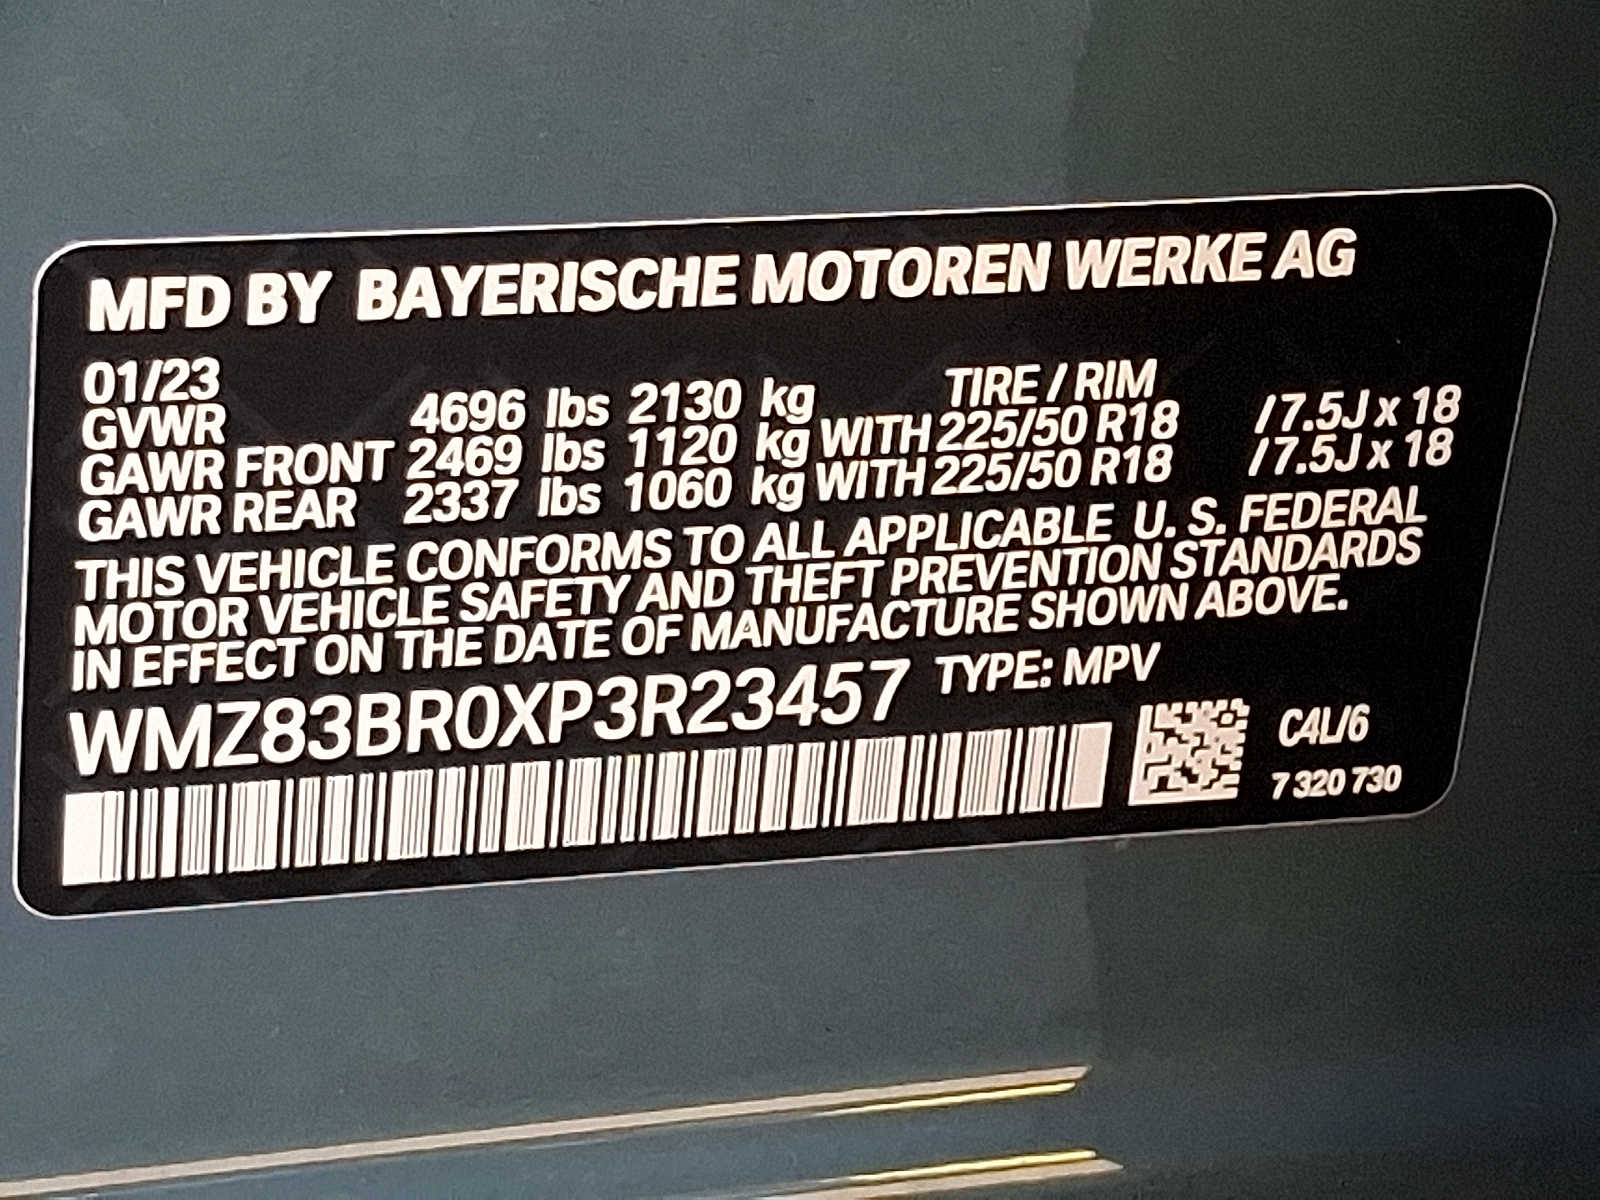 MFD BY BAYERISCHE MOTOREN WERKE AG
01/23 TIRE / RIM
GVWR 4696 lbs 2130 kg
GAWR FRONT 2469 lbs 1120 kg WITH 225/50 R18 / 7.5J x 18
GAWR REAR 2337 lbs 1060 kg WITH 225/50 R18 / 7.5J x 18
THIS VEHICLE CONFORMS TO ALL APPLICABLE U. S. FEDERAL
MOTOR VEHICLE SAFETY AND THEFT PREVENTION STANDARDS
IN EFFECT ON THE DATE OF MANUFACTURE SHOWN ABOVE.
WMZ83BR0XP3R23457 TYPE: MPV
C4L/6
7 320 730